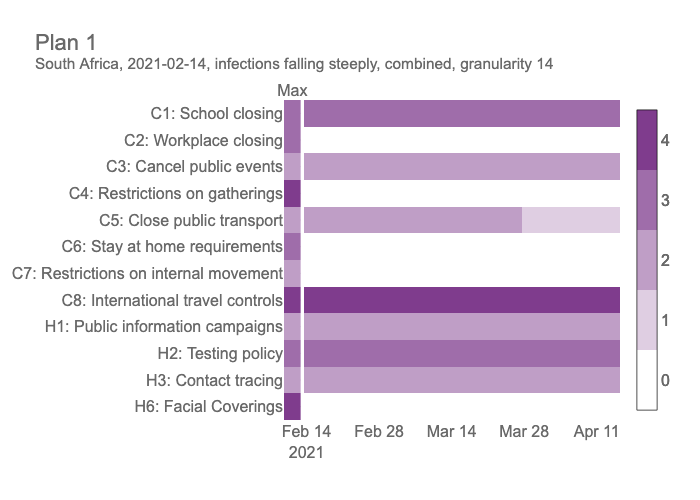 Plan 1
South Africa, 2021-02-14, infections falling steeply, combined, granularity 14
Max
C1: School closing
C2: Workplace closing
C3: Cancel public events
C4: Restrictions on gatherings
C5: Close public transport
C6: Stay at home requirements
C7: Restrictions on internal movement
C8: International travel controls
H1: Public information campaigns
H2: Testing policy
H3: Contact tracing
H6: Facial Coverings
4
3
2
1
0
Feb 14 Feb 28 Mar 14 Mar 28 Apr 11
2021